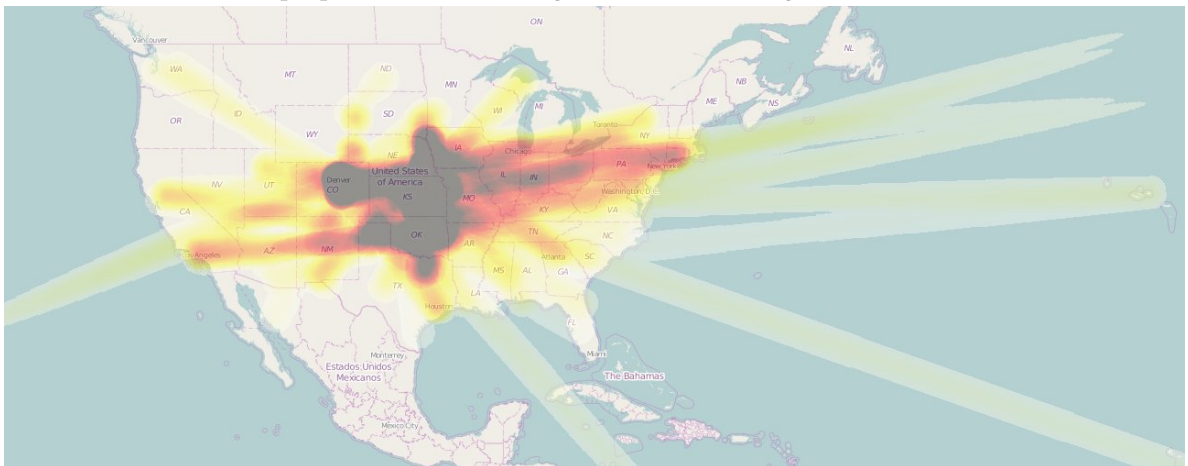 ON
Vancouver
NL
WA
ND
MT
MN
NB
ME
NS
OR
ID
SD
WI
MI
Toronto
NY
WY
NE
IA
Chicago
PA
New York
United States
of America
Denver
CO
NV
UT
KS
MO
IL
IN
Washington, D.C.
CA
KY
VA
OK
AR
TN
NC
Angeles
AZ
NM
Atlanta
SC
MS
AL
GA
TX
LA
Houston
FL
Monterrey
Miami
Estados Unidos
Mexicanos
The Bahamas
Mexico City